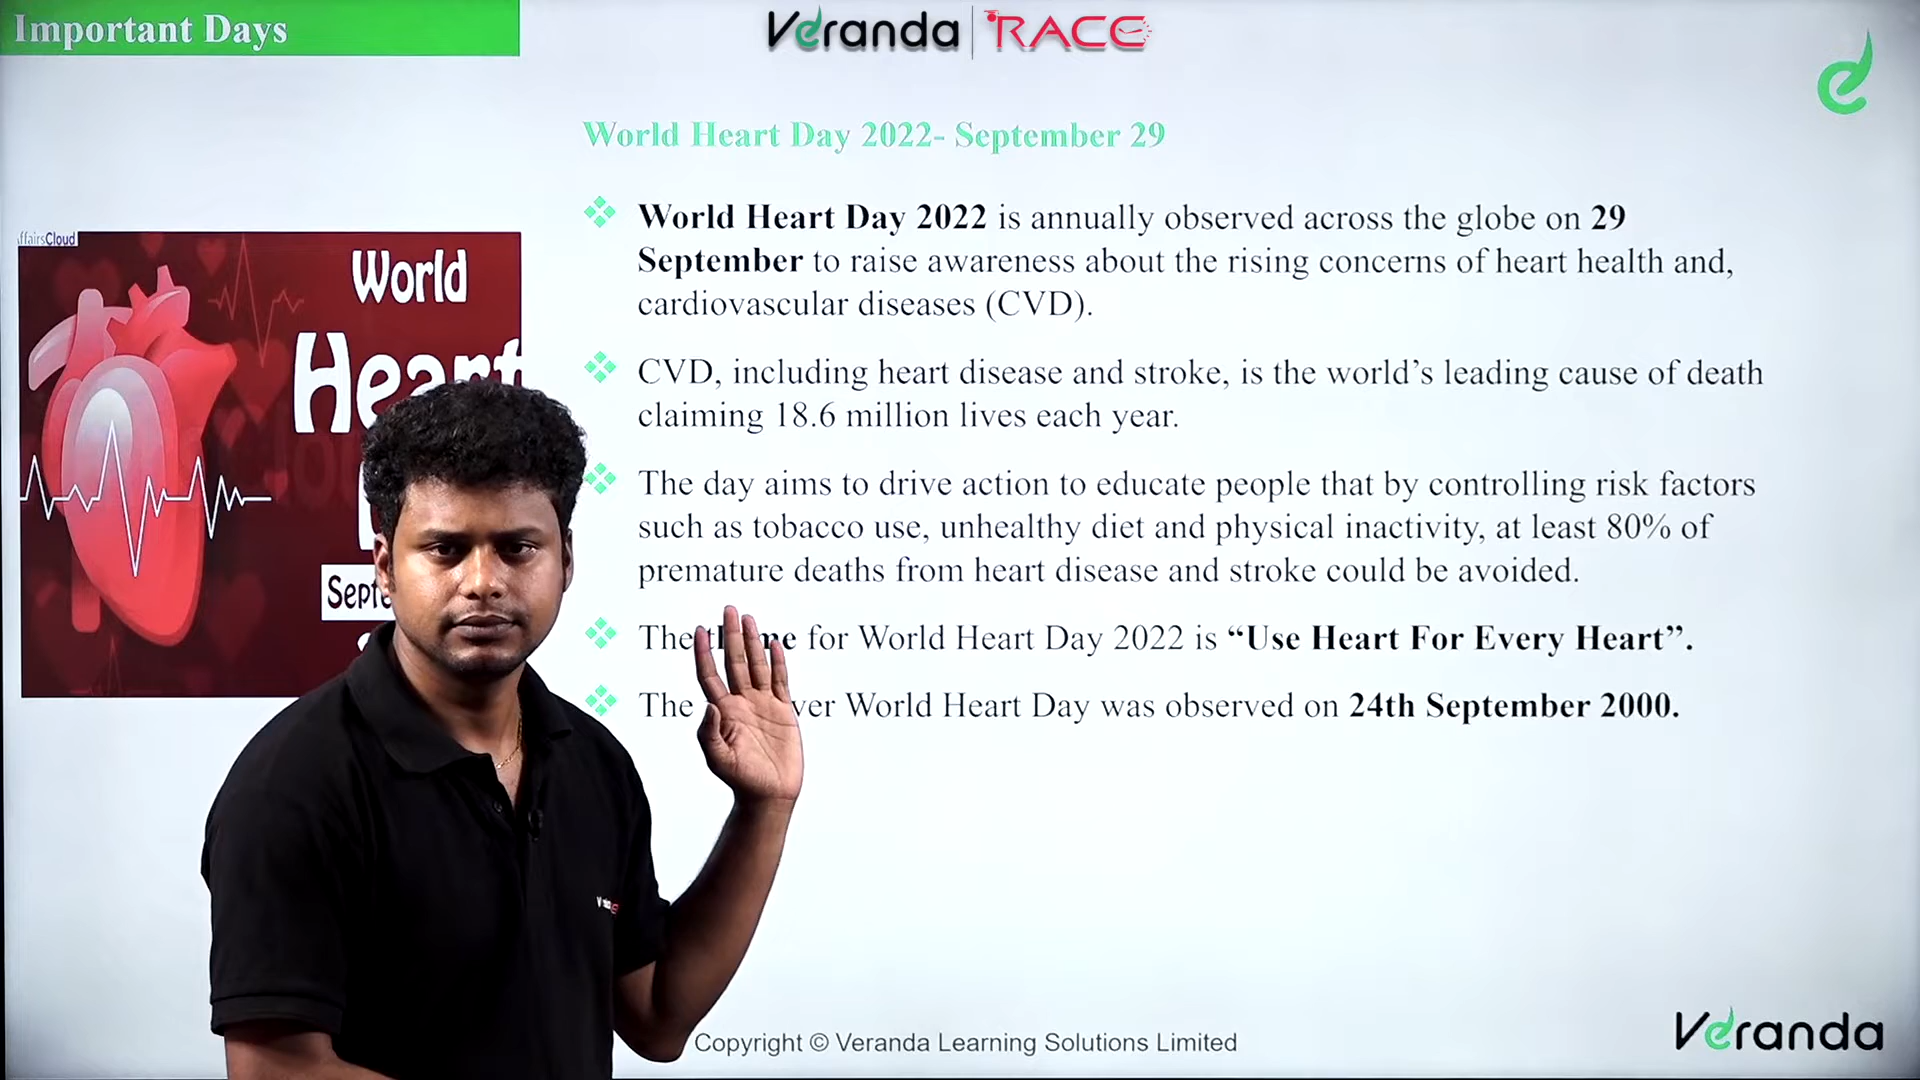 Important Days
Veranda RACE
World Heart Day 2022- September 29
World Heart Day 2022 is annually observed across the globe on 29
September to raise awareness about the rising concerns of heart health and,
cardiovascular diseases (CVD).
CVD, including heart disease and stroke, is the world’s leading cause of death
claiming 18.6 million lives each year.
The day aims to drive action to educate people that by controlling risk factors
such as tobacco use, unhealthy diet and physical inactivity, at least 80% of
premature deaths from heart disease and stroke could be avoided.
The for World Heart Day 2022 is “Use Heart For Every Heart”.
The World Heart Day was observed on 24th September 2000.
World
Heart
Copyright © Veranda Learning Solutions Limited
Veranda